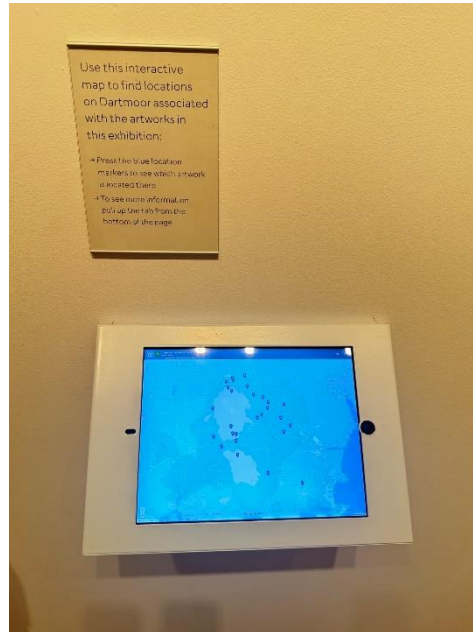 Use this interactive
map to find locations
on Dartmoor associated
with the artworks in
this exhibition:
→ Press the blue location
markers to see which artwork
is located there
→ To see more information
pull up the tab from the
bottom of the page